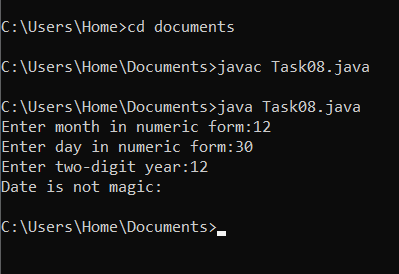 C:\Users\Home>cd documents
C:\Users\Home\Documents>javac Task08.java
C:\Users\Home\Documents>java Task08.java
Enter month in numeric form:12
Enter day in numeric form:30
Enter two-digit year:12
Date is not magic:
C:\Users\Home\Documents>